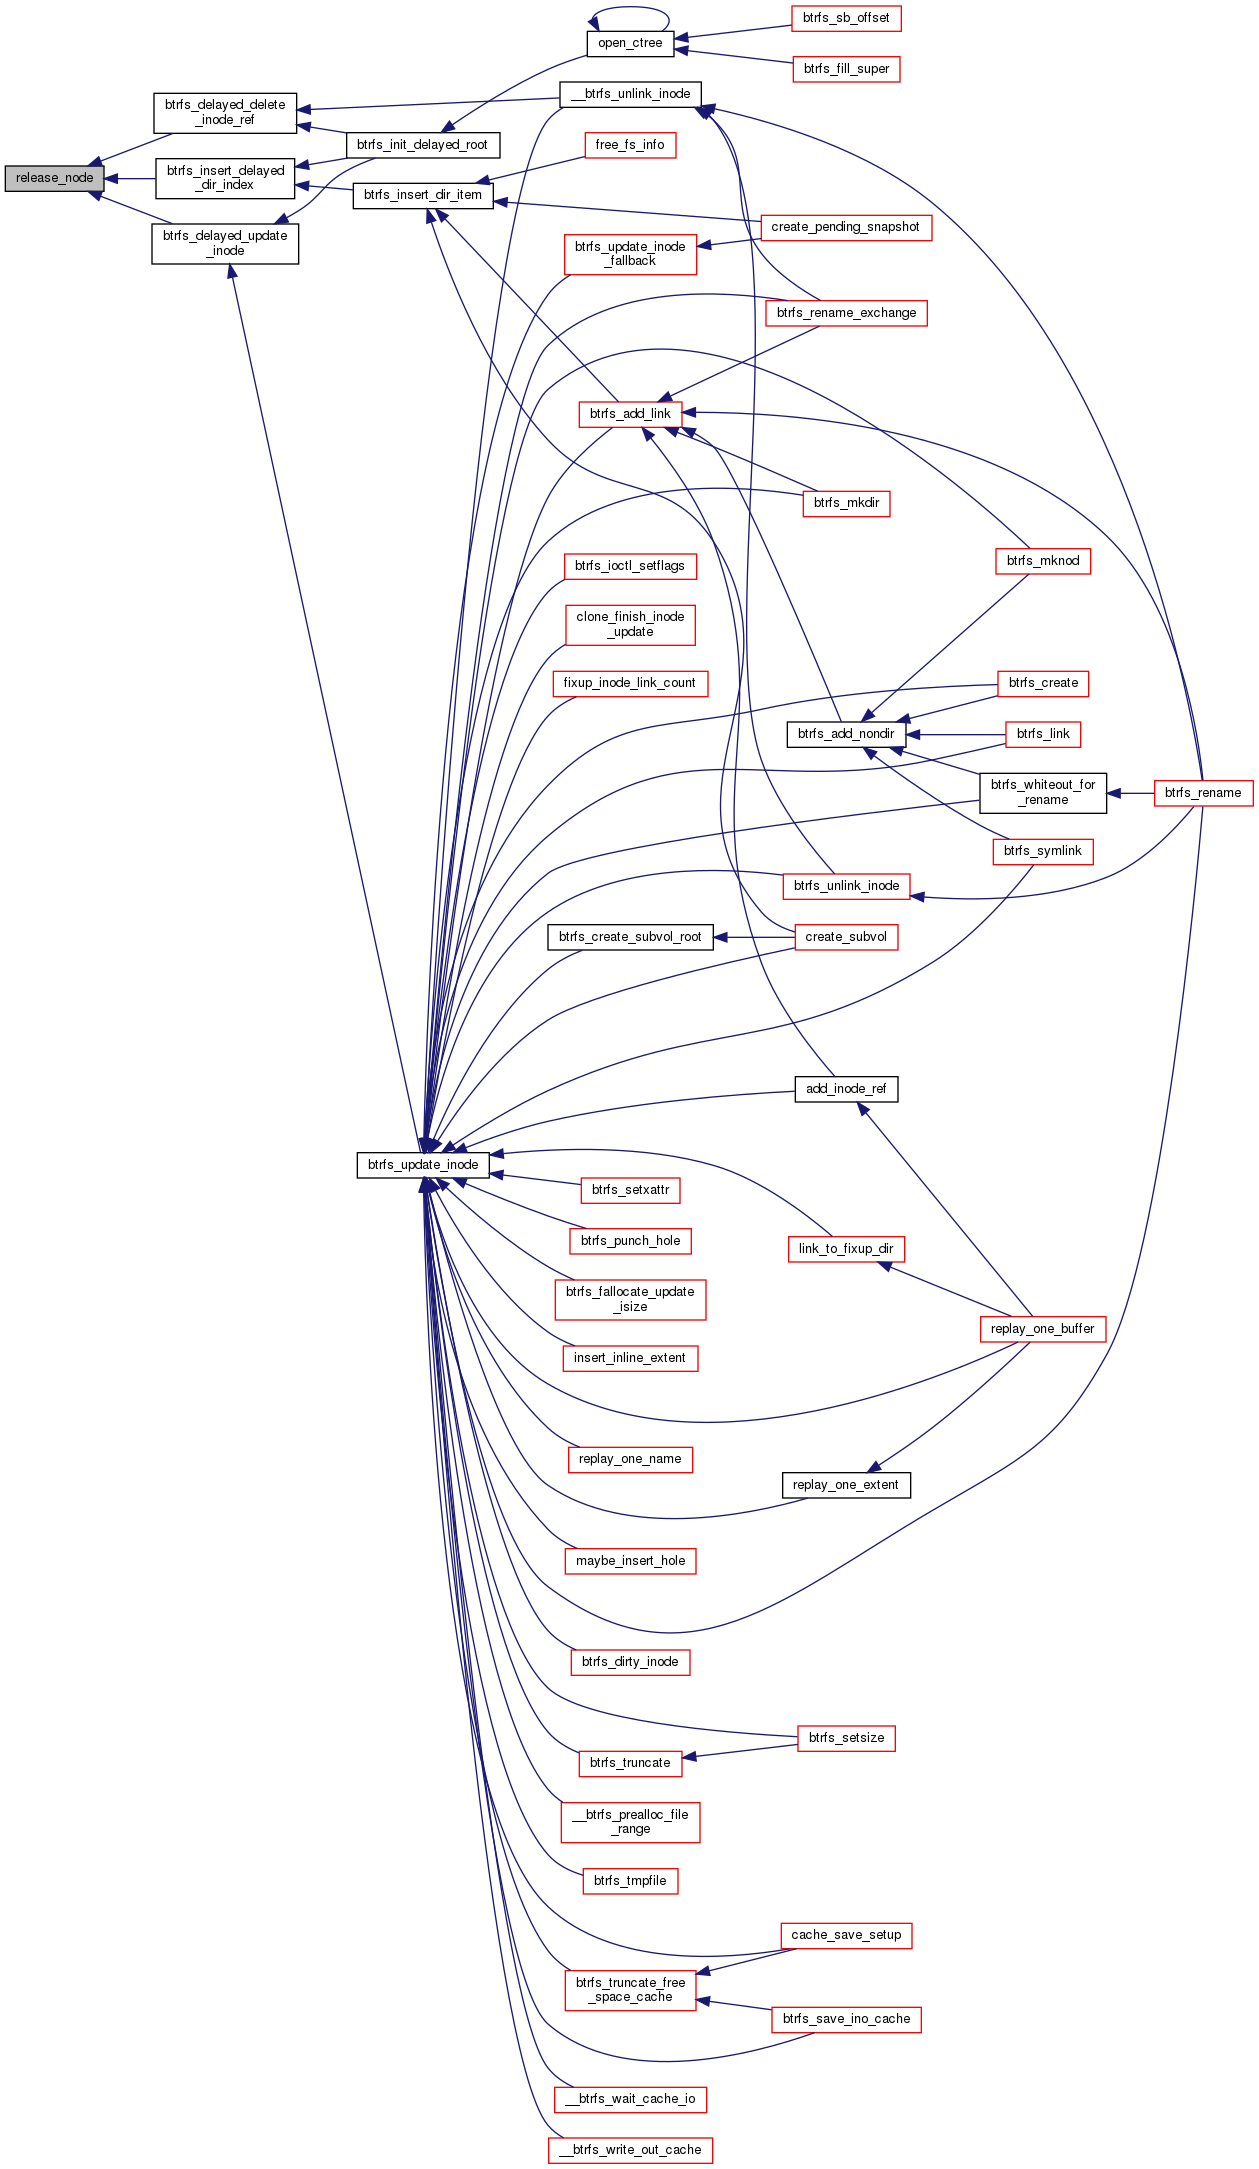 btrfs_sb_offset
open_ctree
btrfs_fill_super
__btrfs_unlink_inode
btrfs_delayed_delete
_inode_ref
btrfs_init_delayed_root
free_fs_info
release_node
btrfs_insert_delayed
_dir_index
btrfs_insert_dir_item
create_pending_snapshot
btrfs_delayed_update
_inode
btrfs_update_inode
_fallback
btrfs_rename_exchange
btrfs_add_link
btrfs_mkdir
btrfs_mknod
btrfs_ioctl_setflags
clone_finish_inode
_update
fixup_inode_link_count
btrfs_create
btrfs_add_nondir
btrfs_link
btrfs_whiteout_for
_rename
btrfs_rename
btrfs_symlink
btrfs_unlink_inode
btrfs_create_subvol_root
create_subvol
add_inode_ref
btrfs_update_inode
btrfs_setxattr
btrfs_punch_hole
link_to_fixup_dir
btrfs_fallocate_update
_isize
replay_one_buffer
insert_inline_extent
replay_one_name
replay_one_extent
maybe_insert_hole
btrfs_dirty_inode
btrfs_setsize
btrfs_truncate
__btrfs_prealloc_file
_range
btrfs_tmpfile
cache_save_setup
btrfs_truncate_free
_space_cache
btrfs_save_ino_cache
__btrfs_wait_cache_io
__btrfs_write_out_cache